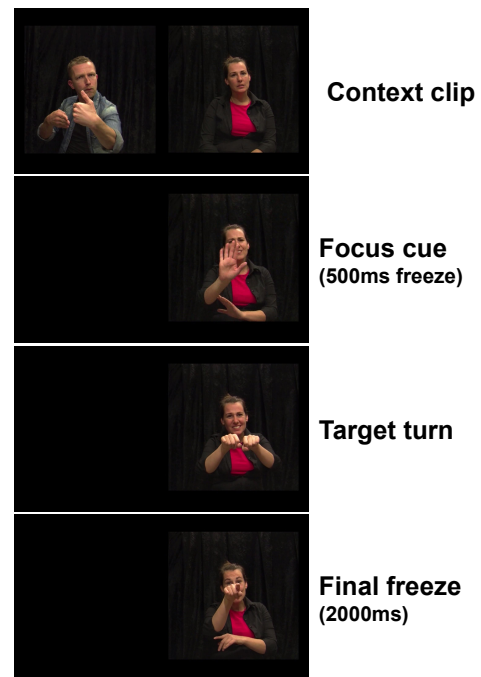 Context clip
Focus cue
(500ms freeze)
Target turn
Final freeze
(2000ms)